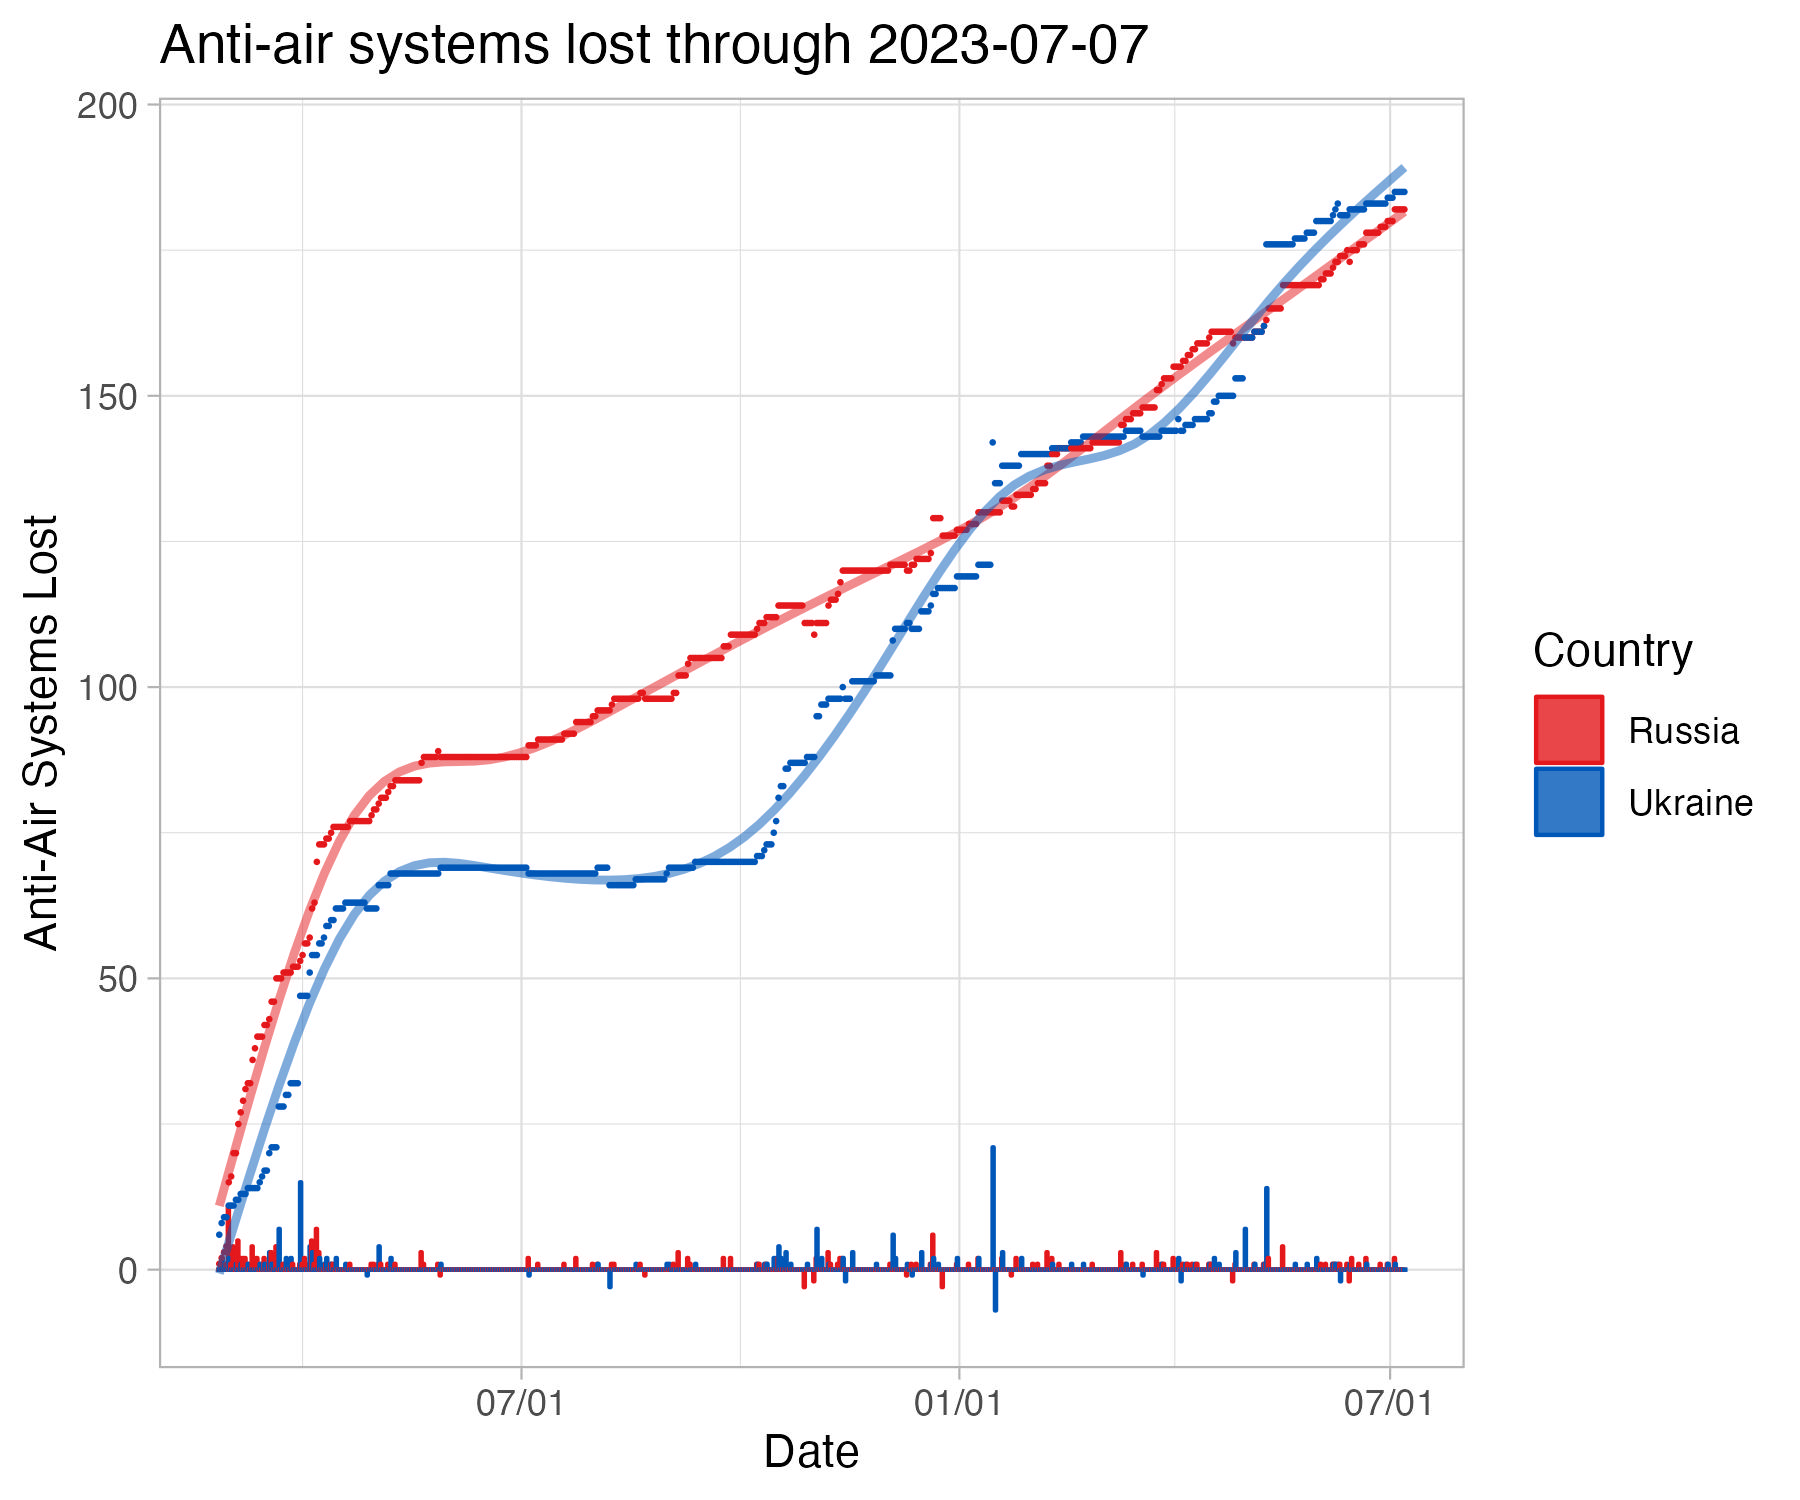 Anti-air systems lost through 2023-07-07
Anti-Air Systems Lost
200
150
100
50
0
07/01
01/01
07/01
Date
Country
Russia
Ukraine